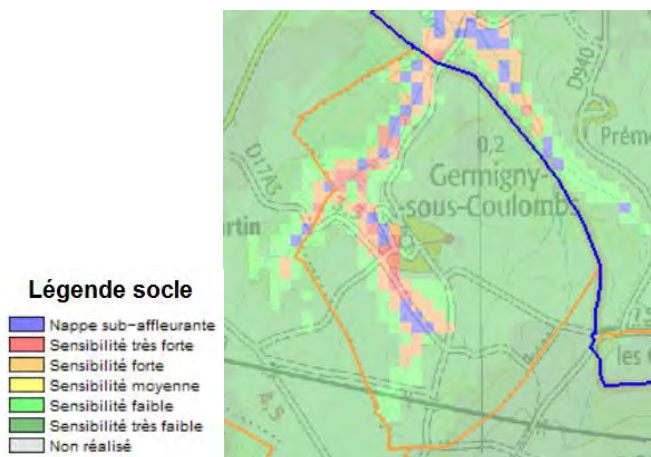 Légende socle
Nappe sub-affleurante
Sensibilité très forte
Sensibilité forte
Sensibilité moyenne
Sensibilité faible
Sensibilité très faible
Non réalisé
D940
0,2
Prémo
Germigny-
-sous-Coulombs
D17A5
rtin
les
4,5